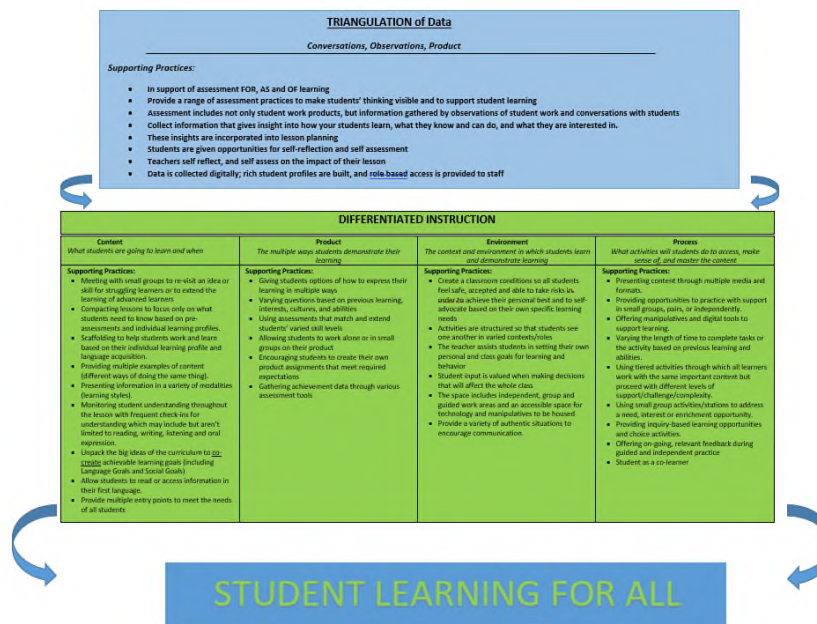 TRIANGULATION of Data
Conversations, Observations, Product
Supporting Practices:
• In support of assessment FOR, AS and OF learning
• Provide a range of assessment practices to make students' thinking visible and to support student learning
• Assessment includes not only student work products, but information gathered by observations of student work and conversations with students
• Collect information that gives insight into how your students learn, what they know and can do, and what they are interested in.
• These insights are incorporated into lesson planning
• Students are given opportunities for self-reflection and self assessment
• Teachers self reflect, and self assess on the impact of their lesson
• Data is collected digitally; rich student profiles are built, and role based access is provided to staff
DIFFERENTIATED INSTRUCTION
Content
What students are going to learn and when
Supporting Practices:
• Meeting with small groups to re-visit an idea or
skill for struggling learners or to extend the
learning of advanced learners
• Compacting lessons to focus only on what
students need to know based on pre-
assessments and individual learning profiles.
• Scaffolding to help students work and learn
based on their individual learning profile and
language acquisition.
• Providing multiple examples of content
(different ways of doing the same thing).
• Presenting information in a variety of modalities
(learning styles).
• Monitoring student understanding throughout
the lesson with frequent check-ins for
understanding which may include but aren't
limited to reading, writing, listening and oral
expression.
• Unpack the big ideas of the curriculum to co-
create achievable learning goals (including
Language Goals and Social Goals)
• Allow students to read or access information in
their first language.
• Provide multiple entry points to meet the needs
of all students
Product
The multiple ways students demonstrate their
learning
Supporting Practices:
• Giving students options of how to express their
learning in multiple ways
• Varying questions based on previous learning,
interests, cultures, and abilities
• Using assessments that match and extend
students' varied skill levels
• Allowing students to work alone or in small
groups on their product
• Encouraging students to create their own
product assignments that meet required
expectations
• Gathering achievement data through various
assessment tools
Environment
The context and environment in which students learn
and demonstrate learning
Supporting Practices:
• Create a classroom conditions so all students
feel safe, accepted and able to take risks in
order to achieve their personal best and to self-
advocate based on their own specific learning
needs
• Activities are structured so that students see
one another in varied contexts/roles
• The teacher assists students in setting their own
personal and class goals for learning and
behavior
• Student input is valued when making decisions
that will affect the whole class
• The space includes independent, group and
guided work areas and an accessible space for
technology and manipulatives to be housed
• Provide a variety of authentic situations to
encourage communication.
Process
What activities will students do to access, make
sense of, and master the content
Supporting Practices:
• Presenting content through multiple media and
formats.
• Providing opportunities to practice with support
in small groups, pairs, or independently.
• Offering manipulatives and digital tools to
support learning.
• Varying the length of time to complete tasks or
the activity based on previous learning and
abilities.
• Using tiered activities through which all learners
work with the same important content but
proceed with different levels of
support/challenge/complexity.
• Using small group activities/stations to address
a need, interest or enrichment opportunity.
• Providing inquiry-based learning opportunities
and choice activities.
• Offering on-going, relevant feedback during
guided and independent practice
• Student as a co-learner
STUDENT LEARNING FOR ALL